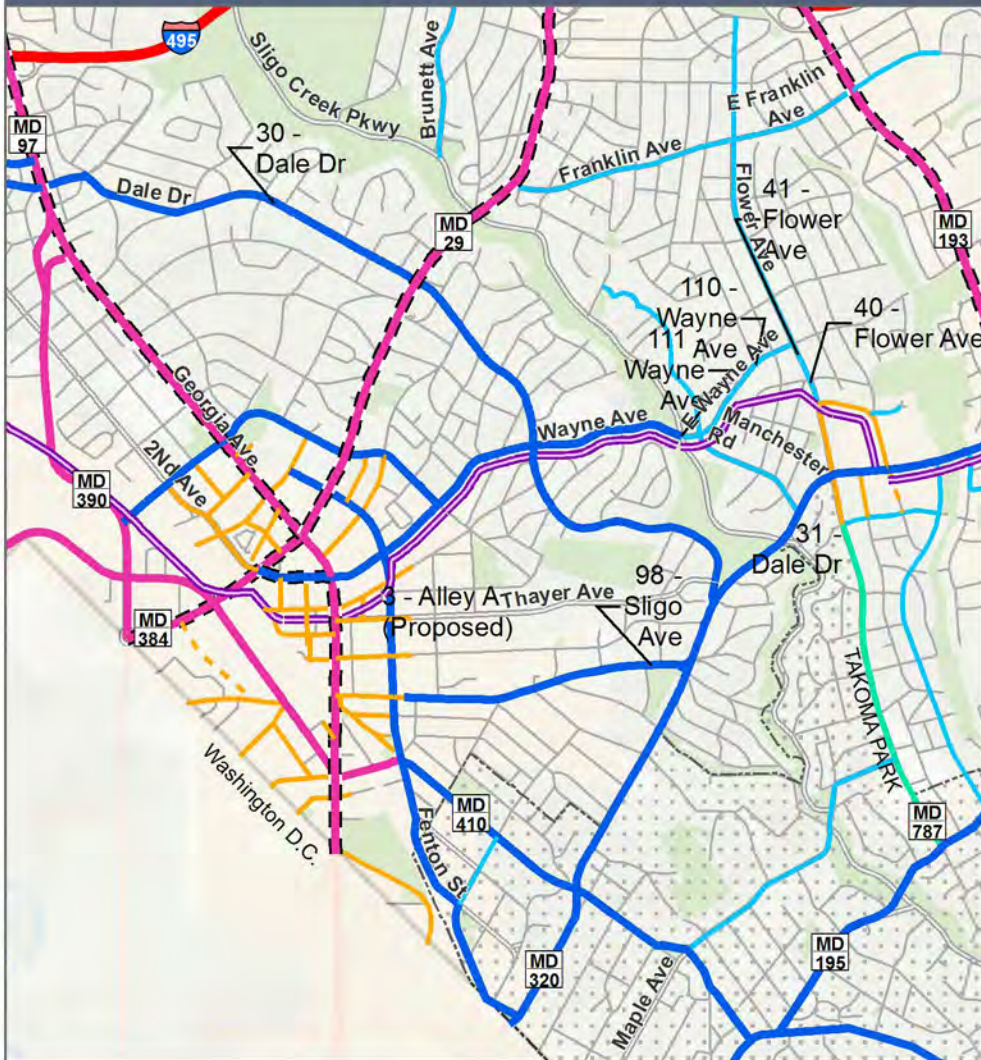 495
Sligo Creek Pkwy
Brunett Ave
E Franklin
Ave
Franklin Ave
MD
97
30 -
Dale Dr
Dale Dr
MD
29
Flower Ave
41 -
Flower
Ave
MD
193
110 -
Wayne
Ave
111
Wayne
Ave
40 -
Flower Ave
E Wayne Ave
Manchester
Rd
Wayne Ave
Georgia Ave
2Nd Ave
MD
390
31 -
Dale Dr
3 - Alley A
(Proposed)
Thayer Ave
98 -
Sligo
Ave
MD
384
TAKOMA PARK
Washington D.C.
MD
410
MD
787
Fenton St
MD
320
MD
195
Maple Ave